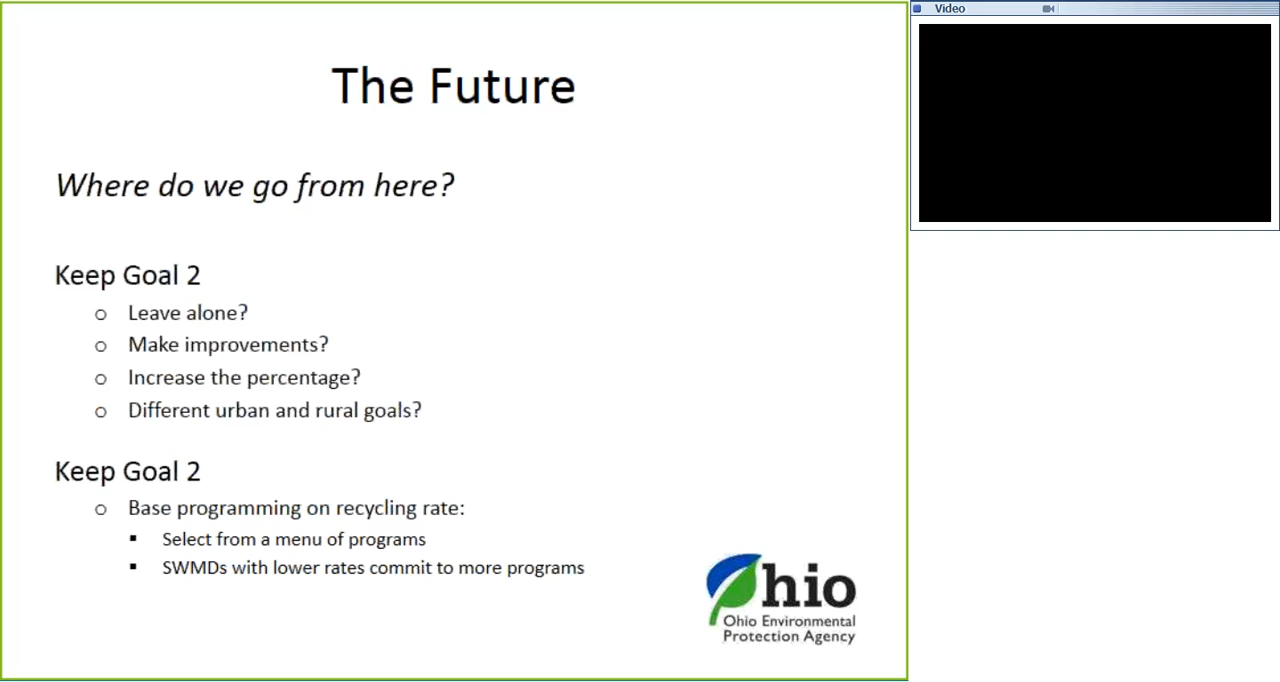 The Future
Where do we go from here?
Keep Goal 2
o Leave alone?
o Make improvements?
o Increase the percentage?
o Different urban and rural goals?
Keep Goal 2
o Base programming on recycling rate:
▪ Select from a menu of programs
▪ SWMDs with lower rates commit to more programs
Ohio
Ohio Environmental
Protection Agency
Video